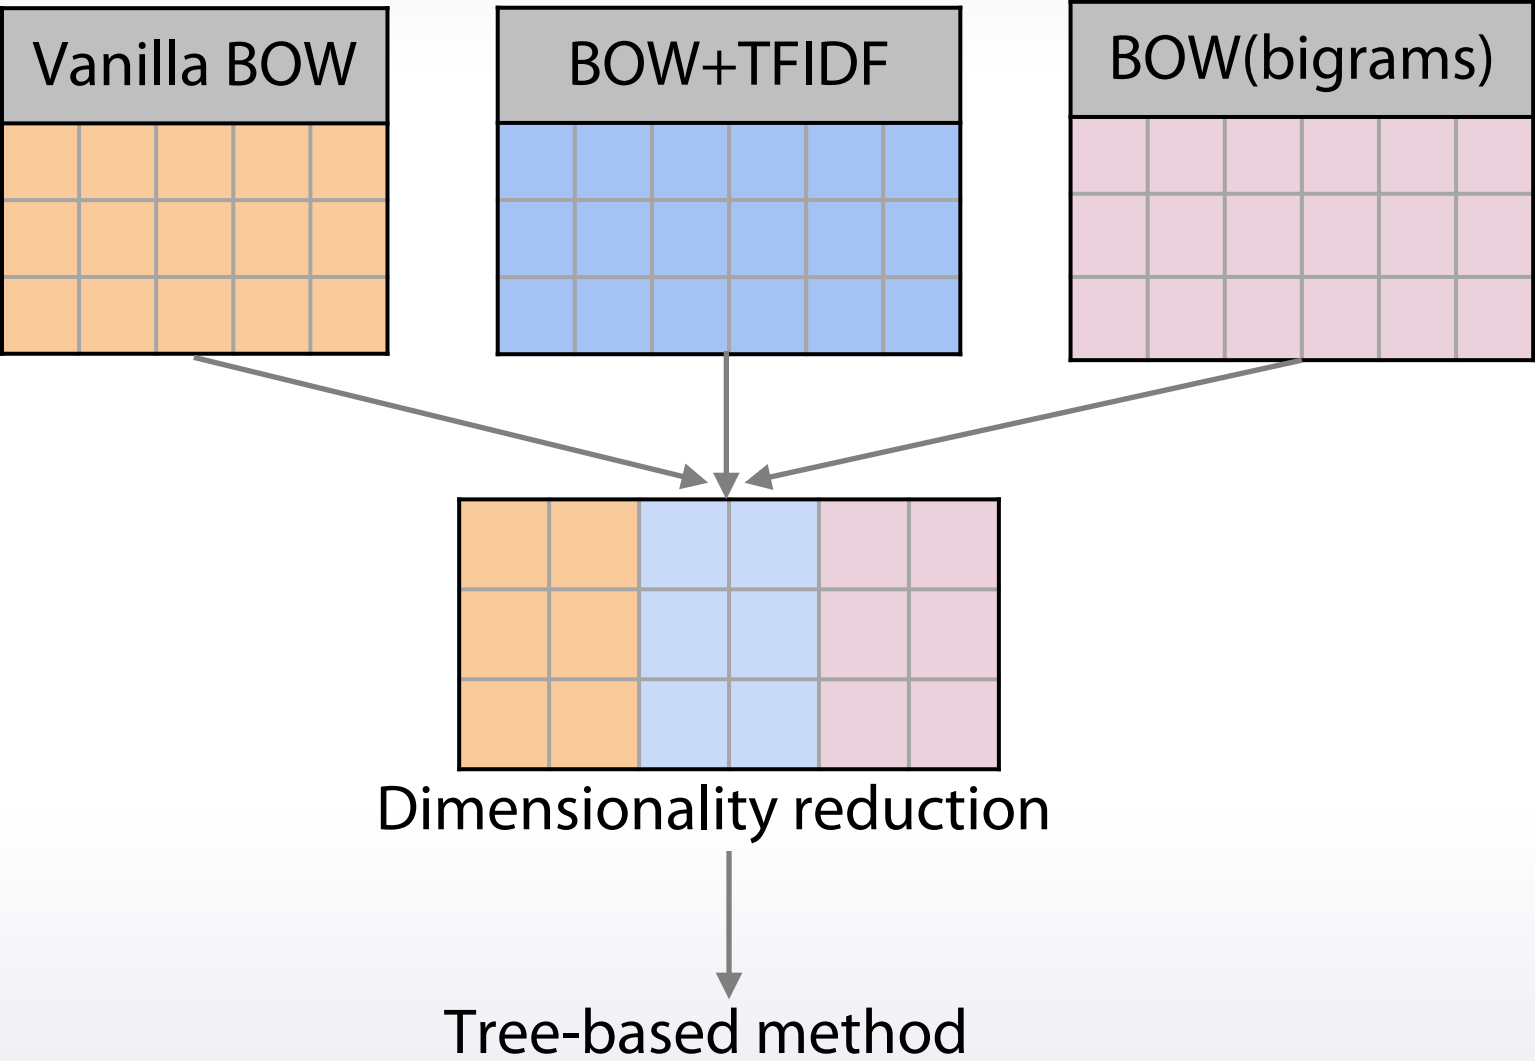 Vanilla BOW
BOW+TFIDF
BOW(bigrams)
Dimensionality reduction
Tree-based method